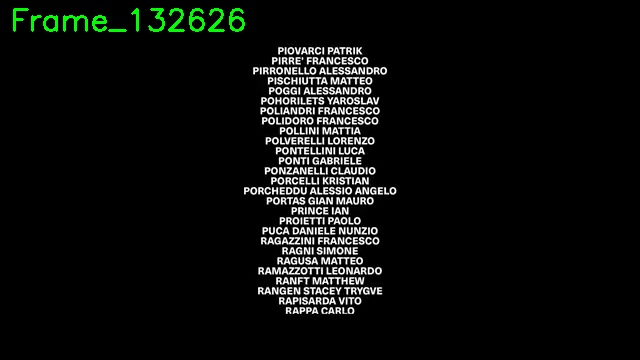 Frame_132626
PIOVARCI PATRIK
PIRRE' FRANCESCO
PIRRONELLO ALESSANDRO
PISCHIUTTA MATTEO
POGGI ALESSANDRO
POHORILETS YAROSLAV
POLIANDRI FRANCESCO
POLIDORO FRANCESCO
POLLINI MATTIA
POLVERELLI LORENZO
PONTELLINI LUCA
PONTI GABRIELE
PONZANELLI CLAUDIO
PORCELLI KRISTIAN
PORCHEDDU ALESSIO ANGELO
PORTAS GIAN MAURO
PRINCE IAN
PROIETTI PAOLO
PUCA DANIELE NUNZIO
RAGAZZINI FRANCESCO
RAGNI SIMONE
RAGUSA MATTEO
RAMAZZOTTI LEONARDO
RANFT MATTHEW
RANGEN STACEY TRYGVE
RAPISARDA VITO
RAPPA CARLO